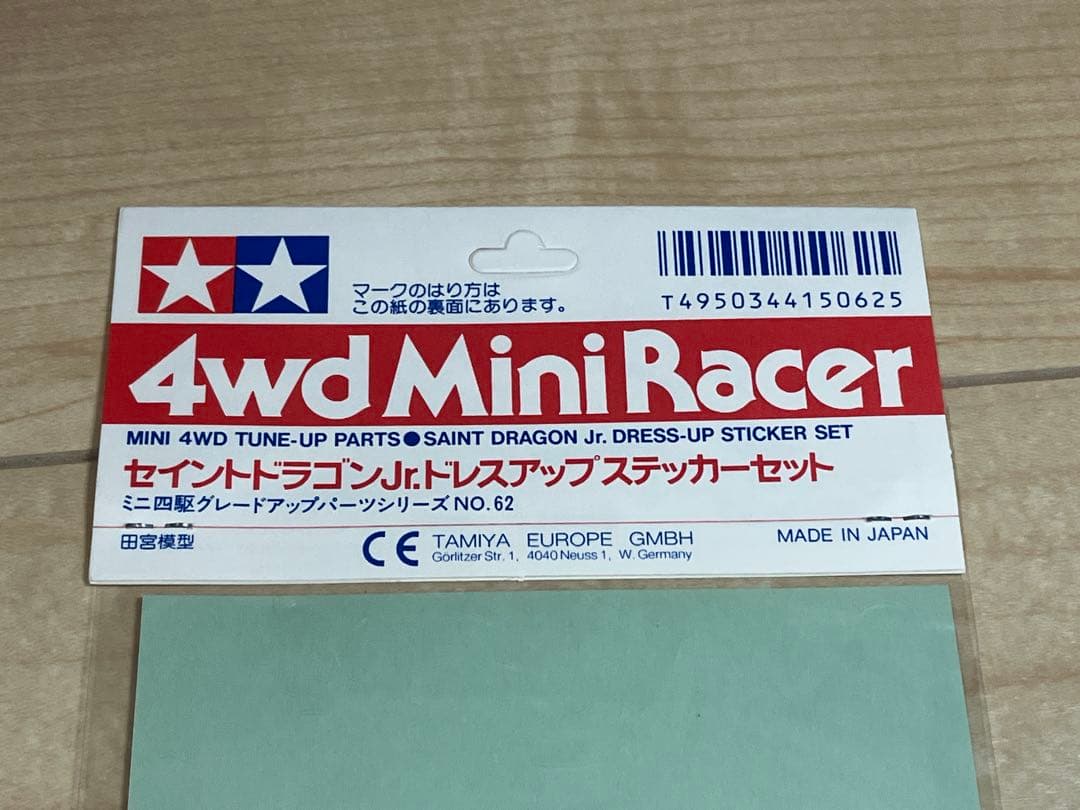 マークのはり方は
この紙の裏面にあります。
T4950344150625
4wd Mini Racer
MINI 4WD TUNE-UP PARTS●SAINT DRAGON Jr. DRESS-UP STICKER SET
セイントドラゴンJr.ドレスアップステッカーセット
ミニ四駆グレードアップパーツシリーズ NO.62
田宮模型
CE TAMIYA EUROPE GMBH
Görlitzer Str. 1, 4040 Neuss 1, W. Germany
MADE IN JAPAN